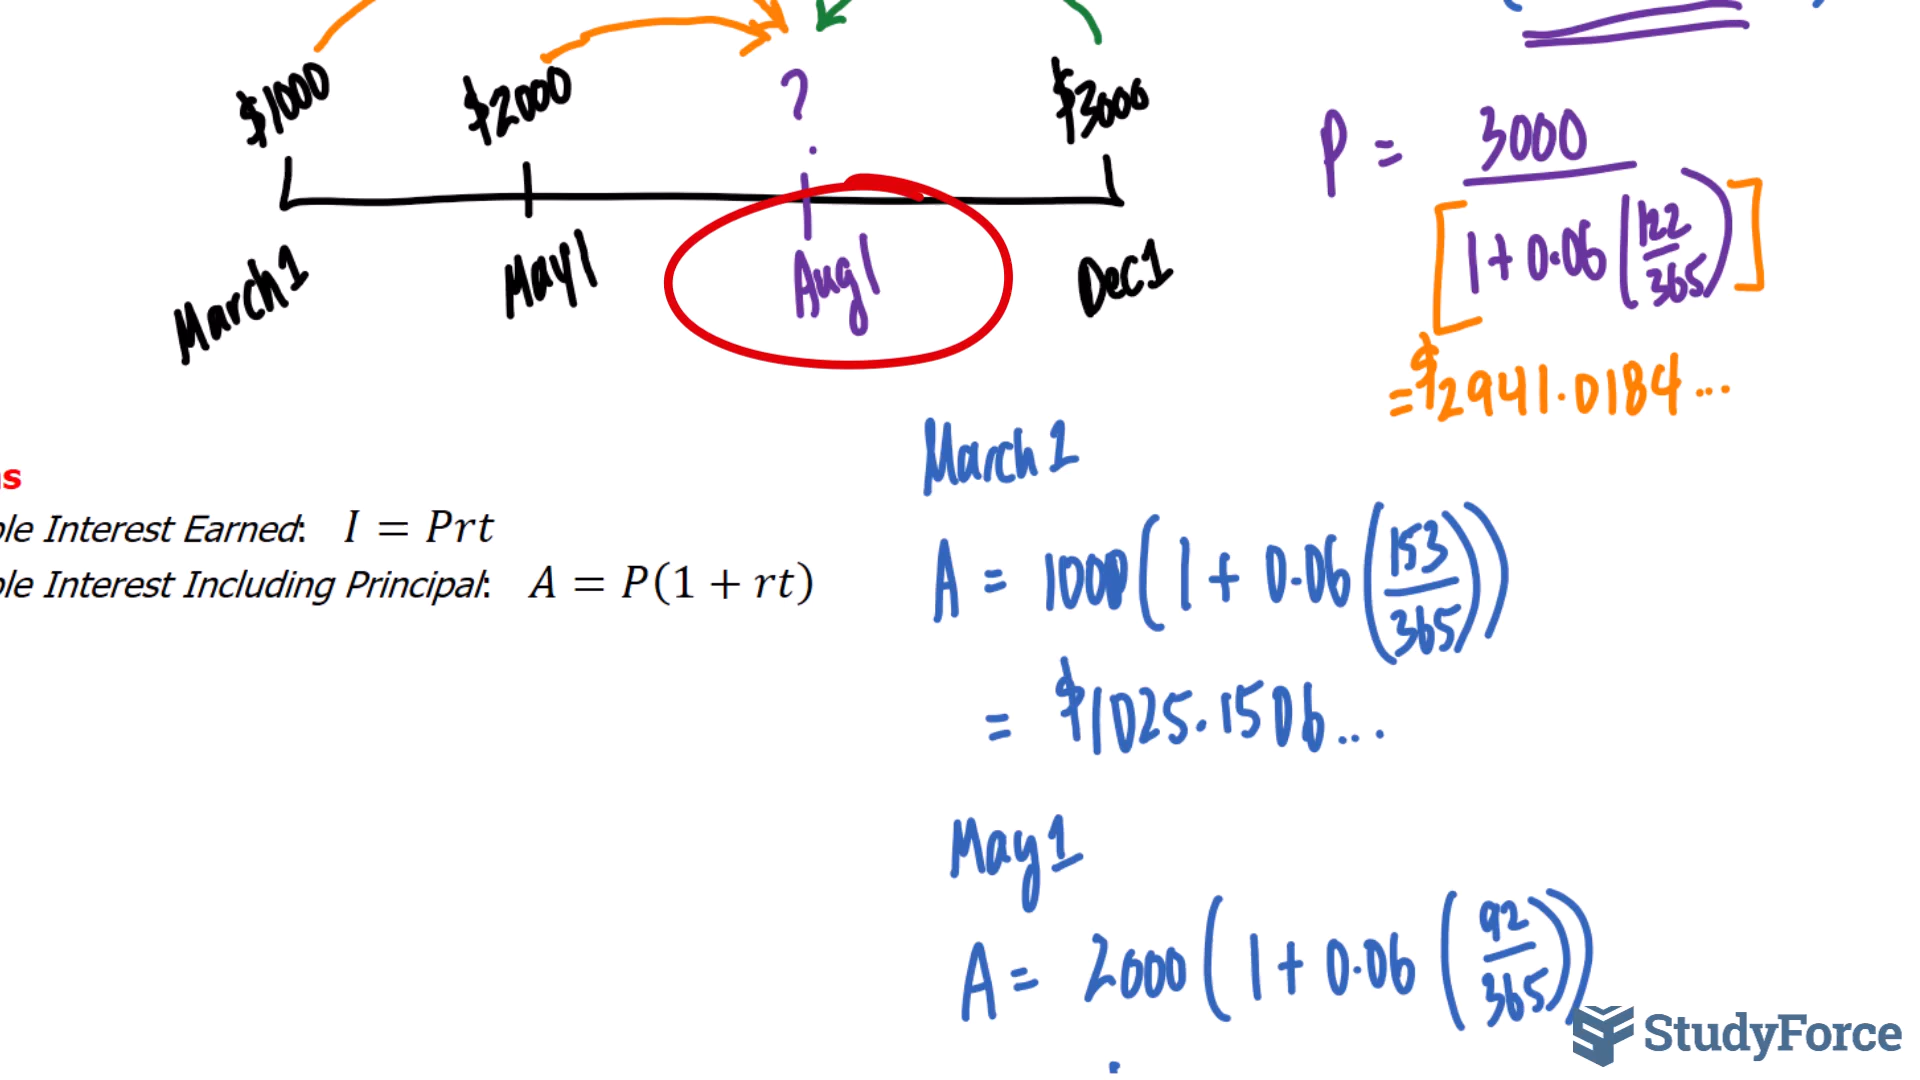 $1000 $2000 ? $3000
March 1 May 1 Aug 1 Dec 1
P = 3000
[1 + 0.06 (122/365)]
= $2941.0184...
ns
ple Interest Earned: I = Prt
ple Interest Including Principal: A = P(1 + rt)
March 1
A = 1000 (1 + 0.06 (153/365))
= $1025.1506...
May 1
A = 2000 (1 + 0.06 (92/365))
StudyForce